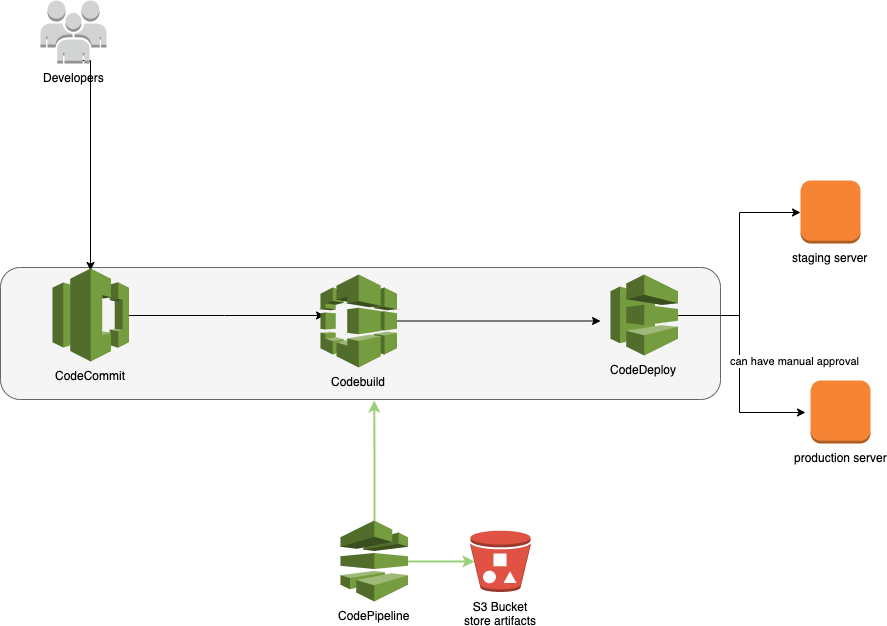 Developers
staging server
can have manual approval
CodeCommit
Codebuild
CodeDeploy
production server
CodePipeline
S3 Bucket
store artifacts